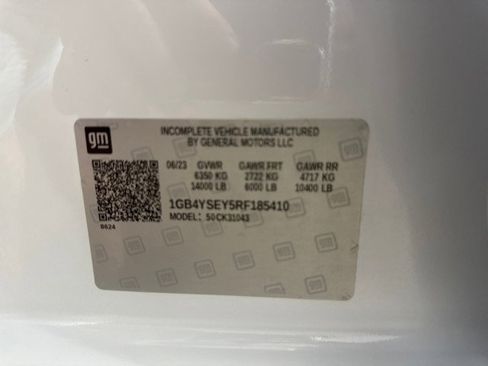 gm
INCOMPLETE VEHICLE MANUFACTURED
BY GENERAL MOTORS LLC
06/23 GVWR GAWR FRT GAWR RR
6350 KG 2722 KG 4717 KG
14000 LB 6000 LB 10400 LB
1GB4YSEY5RF185410
MODEL: 50CK31043
8624